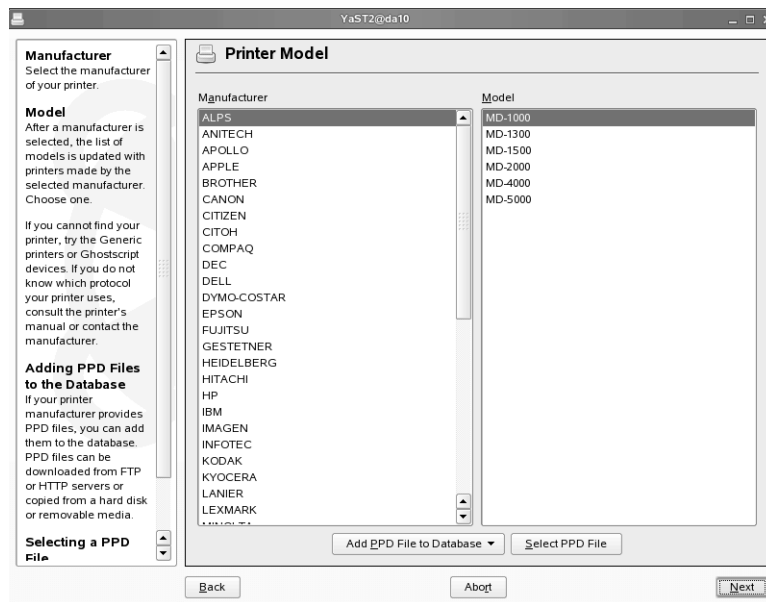 YaST2@da10
Manufacturer
Select the manufacturer
of your printer.
Model
After a manufacturer is
selected, the list of
models is updated with
printers made by the
selected manufacturer.
Choose one.
If you cannot find your
printer, try the Generic
printers or Ghostscript
devices. If you do not
know which protocol
your printer uses,
consult the printer's
manual or contact the
manufacturer.
Adding PPD Files
to the Database
If your printer
manufacturer provides
PPD files, you can add
them to the database.
PPD files can be
downloaded from FTP
or HTTP servers or
copied from a hard disk
or removable media.
Selecting a PPD
File
Printer Model
Manufacturer
ALPS
ANITECH
APOLLO
APPLE
BROTHER
CANON
CITIZEN
CITOH
COMPAQ
DEC
DELL
DYMO-COSTAR
EPSON
FUJITSU
GESTETNER
HEIDELBERG
HITACHI
HP
IBM
IMAGEN
INFOTEC
KODAK
KYOCERA
LANIER
LEXMARK
MINOLTA
Model
MD-1000
MD-1300
MD-1500
MD-2000
MD-4000
MD-5000
Add PPD File to Database
Select PPD File
Back
Abort
Next